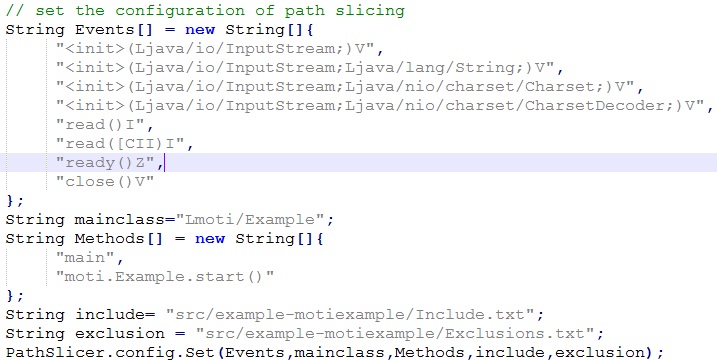 // set the configuration of path slicing
String Events[] = new String[]{
"<init>(Ljava/io/InputStream;)V",
"<init>(Ljava/io/InputStream;Ljava/lang/String;)V",
"<init>(Ljava/io/InputStream;Ljava/nio/charset/Charset;)V",
"<init>(Ljava/io/InputStream;Ljava/nio/charset/CharsetDecoder;)V",
"read()I",
"read([CII)I",
"ready()Z",
"close()V"
};
String mainclass="Lmoti/Example";
String Methods[] = new String[]{
"main",
"moti.Example.start()"
};
String include= "src/example-motiexample/Include.txt";
String exclusion = "src/example-motiexample/Exclusions.txt";
PathSlicer.config.Set(Events,mainclass,Methods,include,exclusion);